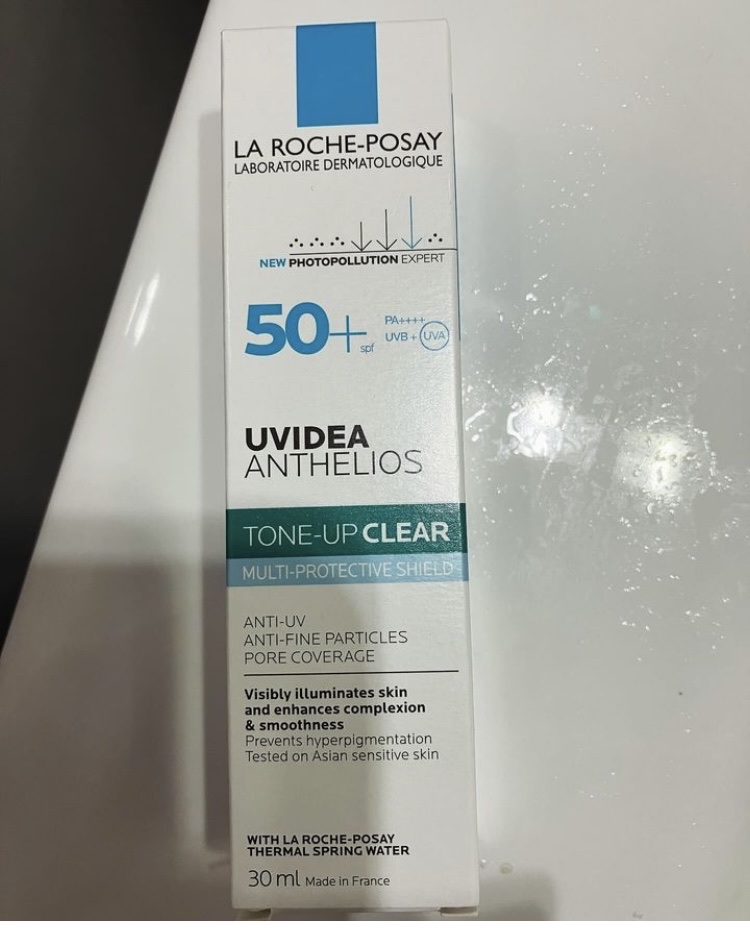 LA ROCHE-POSAY
LABORATOIRE DERMATOLOGIQUE
NEW PHOTOPOLLUTION EXPERT
50+ spf
PA++++
UVB + UVA
UVIDEA
ANTHELIOS
TONE-UP CLEAR
MULTI-PROTECTIVE SHIELD
ANTI-UV
ANTI-FINE PARTICLES
PORE COVERAGE
Visibly illuminates skin
and enhances complexion
& smoothness
Prevents hyperpigmentation
Tested on Asian sensitive skin
WITH LA ROCHE-POSAY
THERMAL SPRING WATER
30 ml Made in France